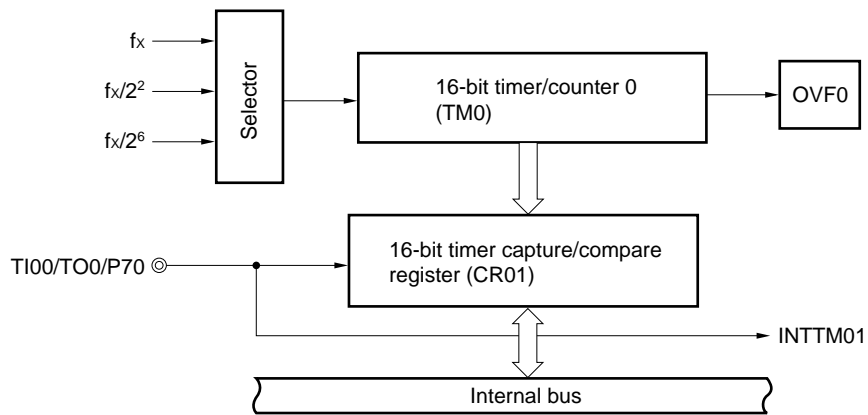 fX
fX/2²
fX/2⁶
Selector
16-bit timer/counter 0
(TM0)
OVF0
TI00/TO0/P70
16-bit timer capture/compare
register (CR01)
INTTM01
Internal bus